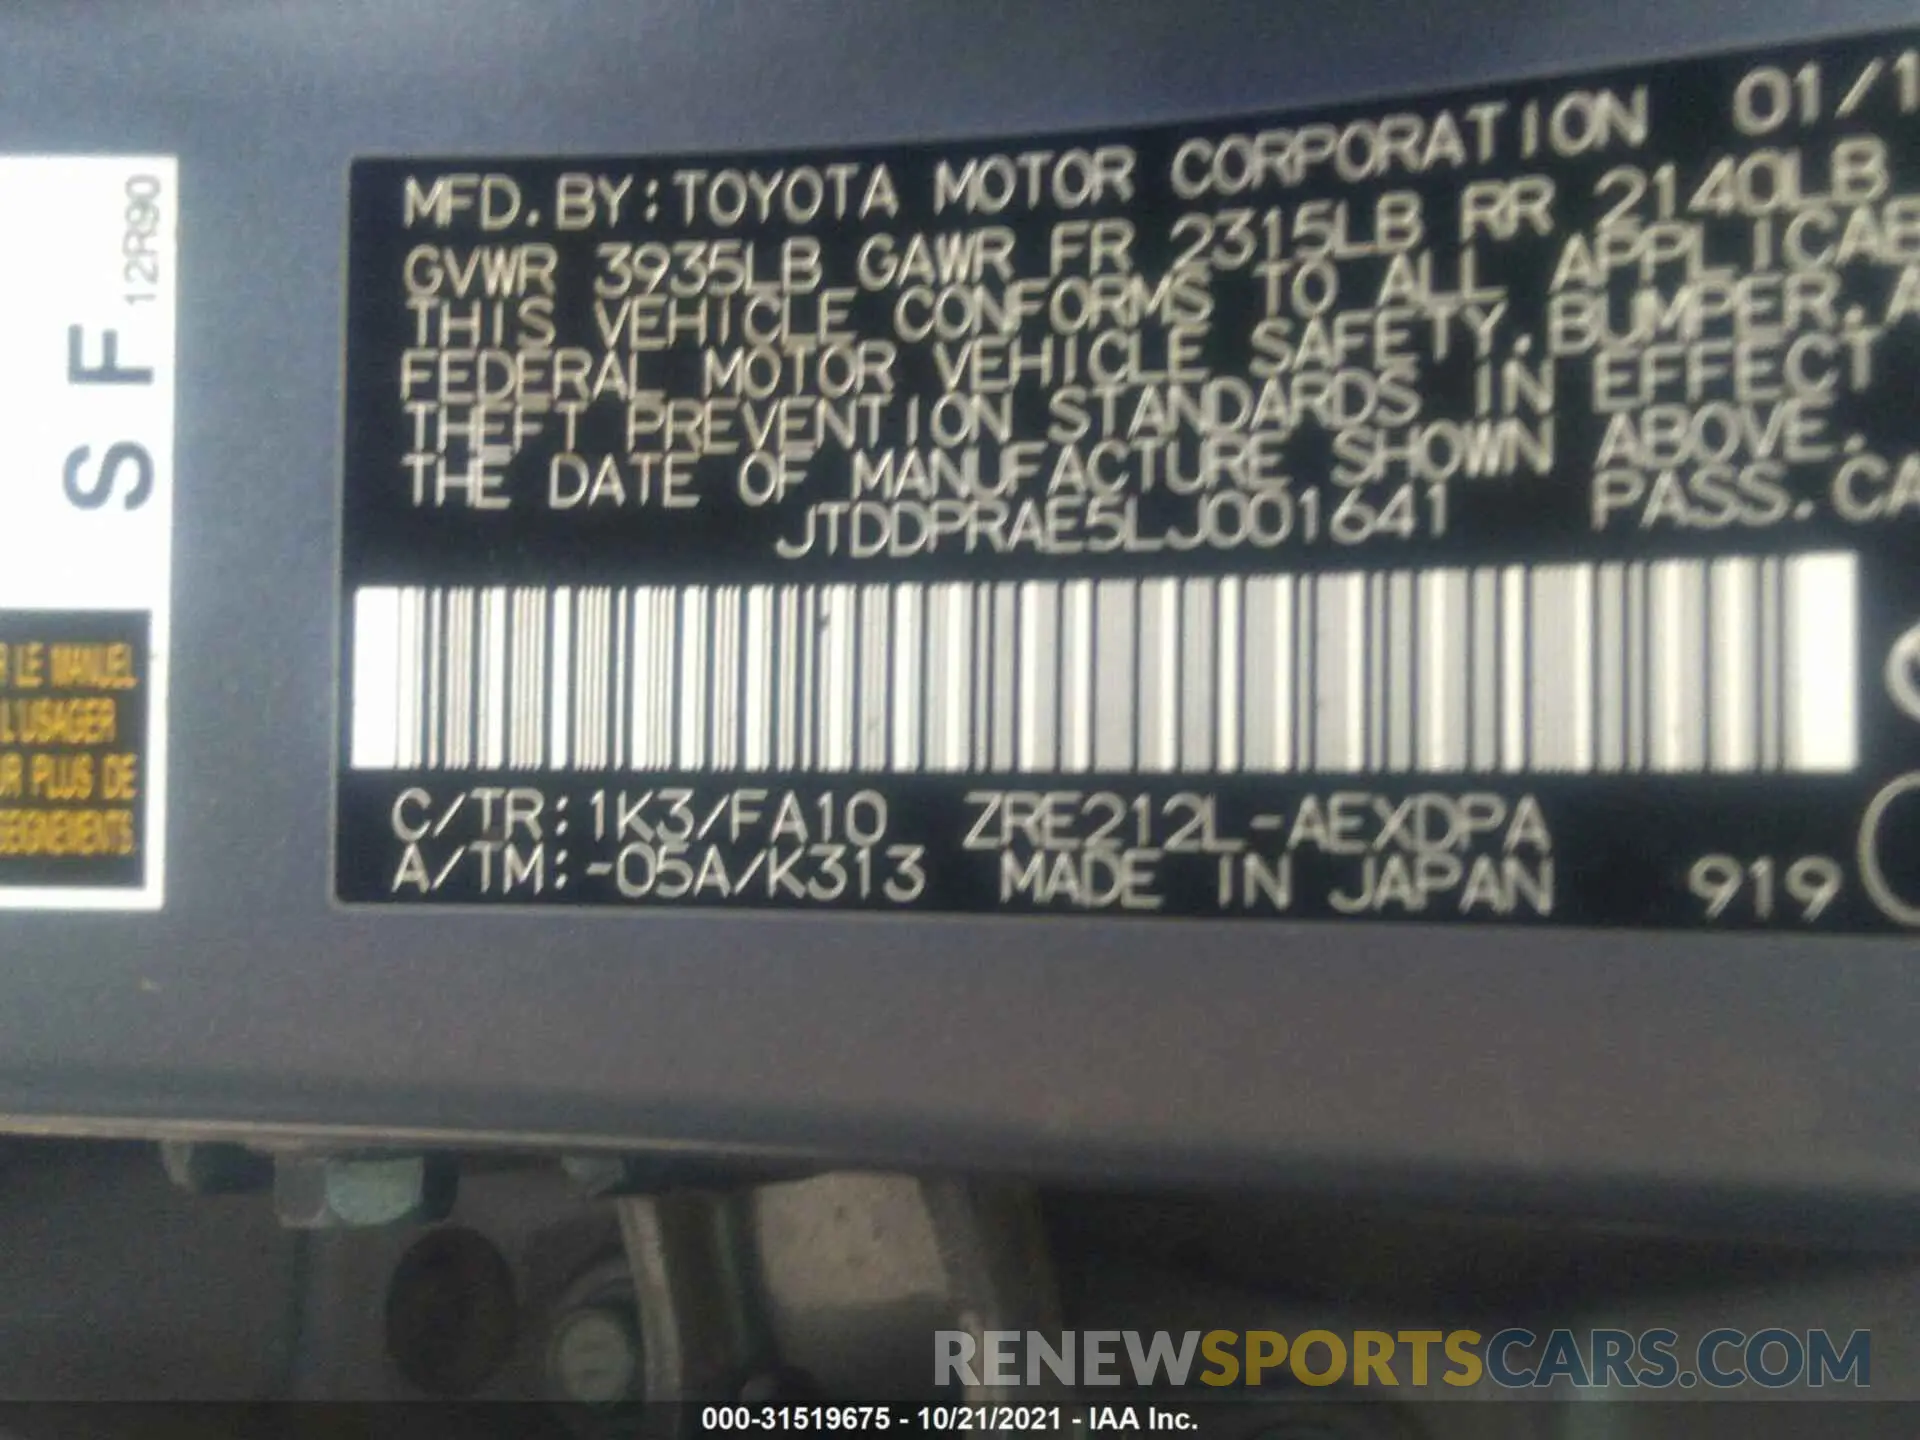 MFD. BY: TOYOTA MOTOR CORPORATION 01/1
GVWR 3935LB GAWR FR 2315LB RR 2140LB
THIS VEHICLE CONFORMS TO ALL APPLICAB
FEDERAL MOTOR VEHICLE SAFETY, BUMPER, A
THEFT PREVENTION STANDARDS IN EFFECT
THE DATE OF MANUFACTURE SHOWN ABOVE.
JTDDPRAE5LJ001641 PASS. CA
C/TR: 1K3/FA10 ZRE212L-AEXDPA
A/TM: -05A/K313 MADE IN JAPAN 919
S F 12R90
R LE MANUEL
L'USAGER
UR PLUS DE
SEIGNEMENTS
RENEWSPORTSCARS.COM
000-31519675 - 10/21/2021 - IAA Inc.